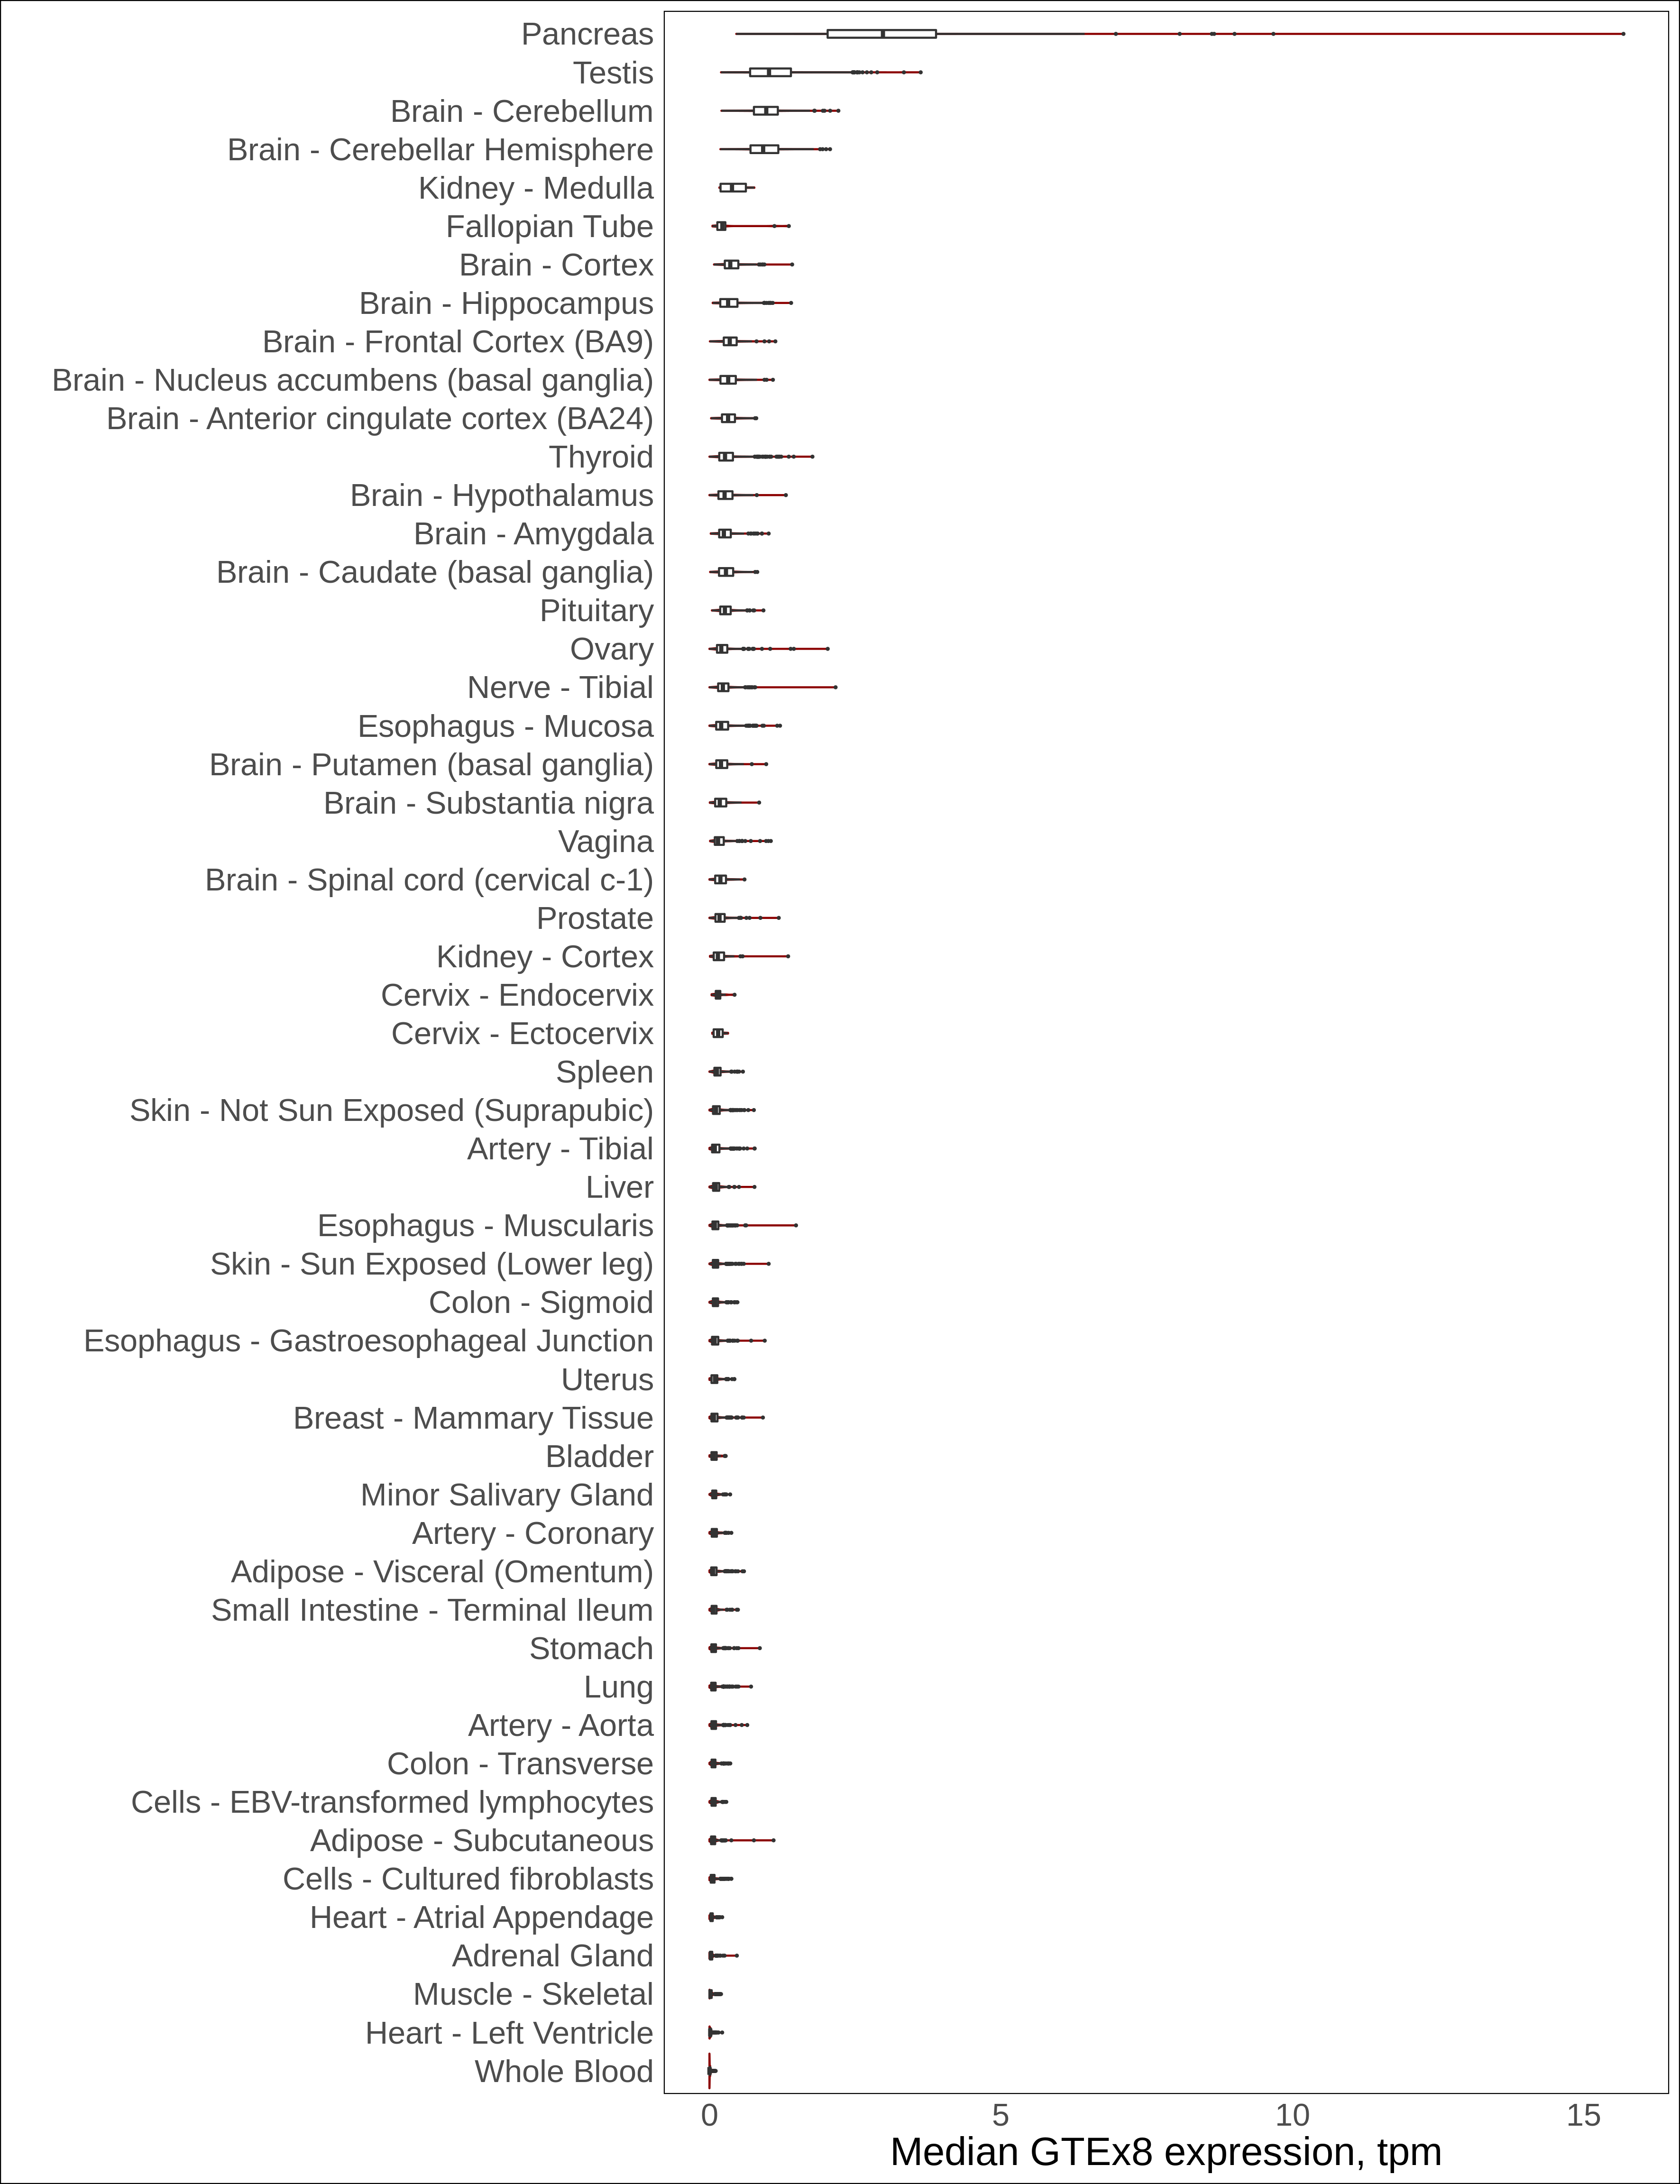 Pancreas
Testis
Brain - Cerebellum
Brain - Cerebellar Hemisphere
Kidney - Medulla
Fallopian Tube
Brain - Cortex
Brain - Hippocampus
Brain - Frontal Cortex (BA9)
Brain - Nucleus accumbens (basal ganglia)
Brain - Anterior cingulate cortex (BA24)
Thyroid
Brain - Hypothalamus
Brain - Amygdala
Brain - Caudate (basal ganglia)
Pituitary
Ovary
Nerve - Tibial
Esophagus - Mucosa
Brain - Putamen (basal ganglia)
Brain - Substantia nigra
Vagina
Brain - Spinal cord (cervical c-1)
Prostate
Kidney - Cortex
Cervix - Endocervix
Cervix - Ectocervix
Spleen
Skin - Not Sun Exposed (Suprapubic)
Artery - Tibial
Liver
Esophagus - Muscularis
Skin - Sun Exposed (Lower leg)
Colon - Sigmoid
Esophagus - Gastroesophageal Junction
Uterus
Breast - Mammary Tissue
Bladder
Minor Salivary Gland
Artery - Coronary
Adipose - Visceral (Omentum)
Small Intestine - Terminal Ileum
Stomach
Lung
Artery - Aorta
Colon - Transverse
Cells - EBV-transformed lymphocytes
Adipose - Subcutaneous
Cells - Cultured fibroblasts
Heart - Atrial Appendage
Adrenal Gland
Muscle - Skeletal
Heart - Left Ventricle
Whole Blood
0 5 10 15
Median GTEx8 expression, tpm